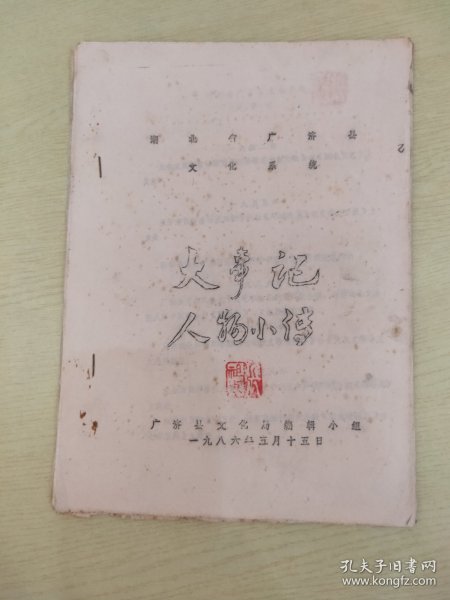 湖北省广济县
文化系统
乙
大事记
人物小传
广济县文化局编辑小组
一九八六年五月十五日
孔夫子旧书网
www.kongfz.com